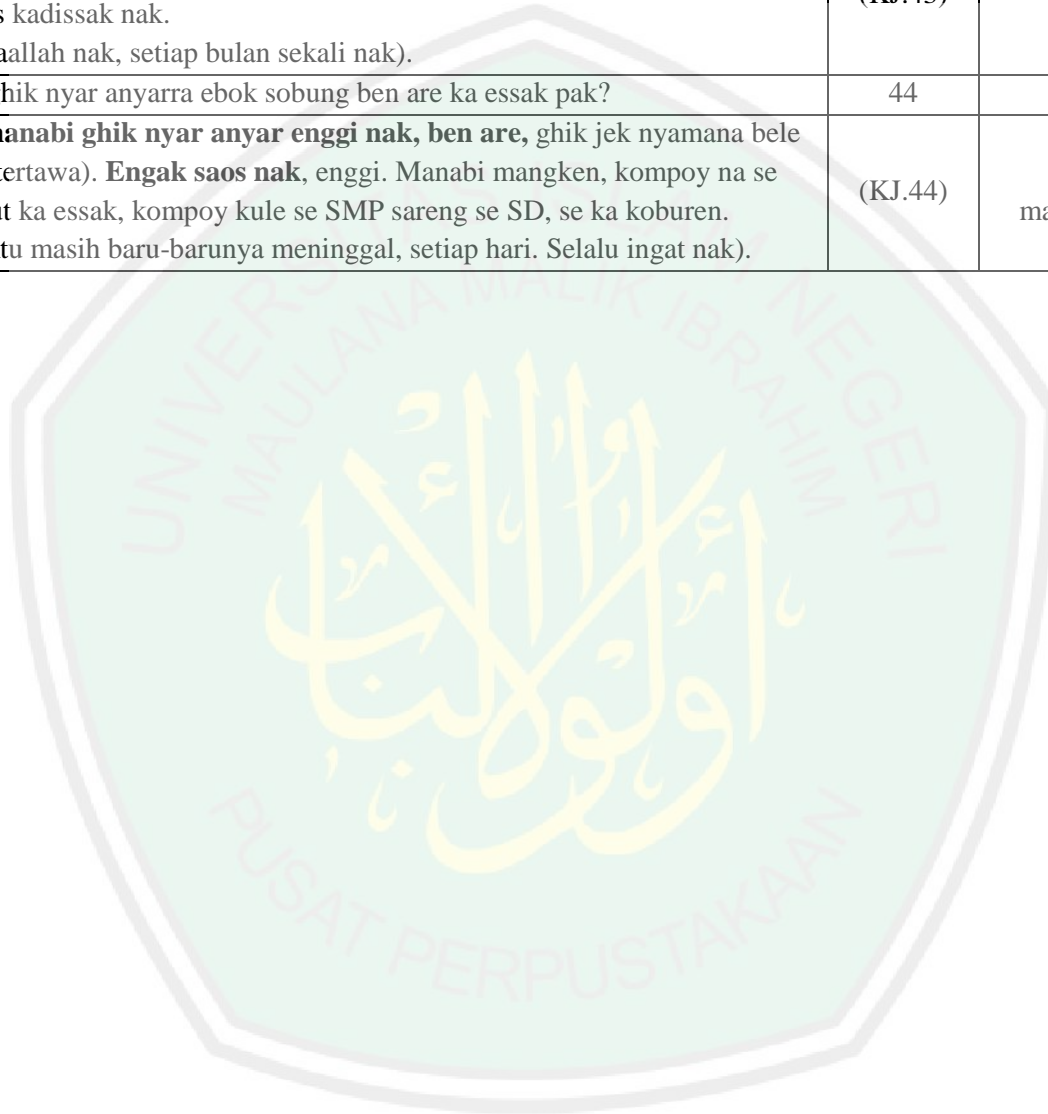 s kadissak nak.
aallah nak, setiap bulan sekali nak).
hik nyar anyarra ebok sobung ben are ka essak pak? 44
anabi ghik nyar anyar enggi nak, ben are, ghik jek nyamana bele
tertawa). Engak saos nak, enggi. Manabi mangken, kompoy na se
ut ka essak, kompoy kule se SMP sareng se SD, se ka koburen.
tu masih baru-barunya meninggal, setiap hari. Selalu ingat nak).
(KJ.44)
ma
UNIVERSITAS ISLAM NEGERI
MAULANA MALIK IBRAHIM
أولوا الألباب
PUSAT PERPUSTAKAAN